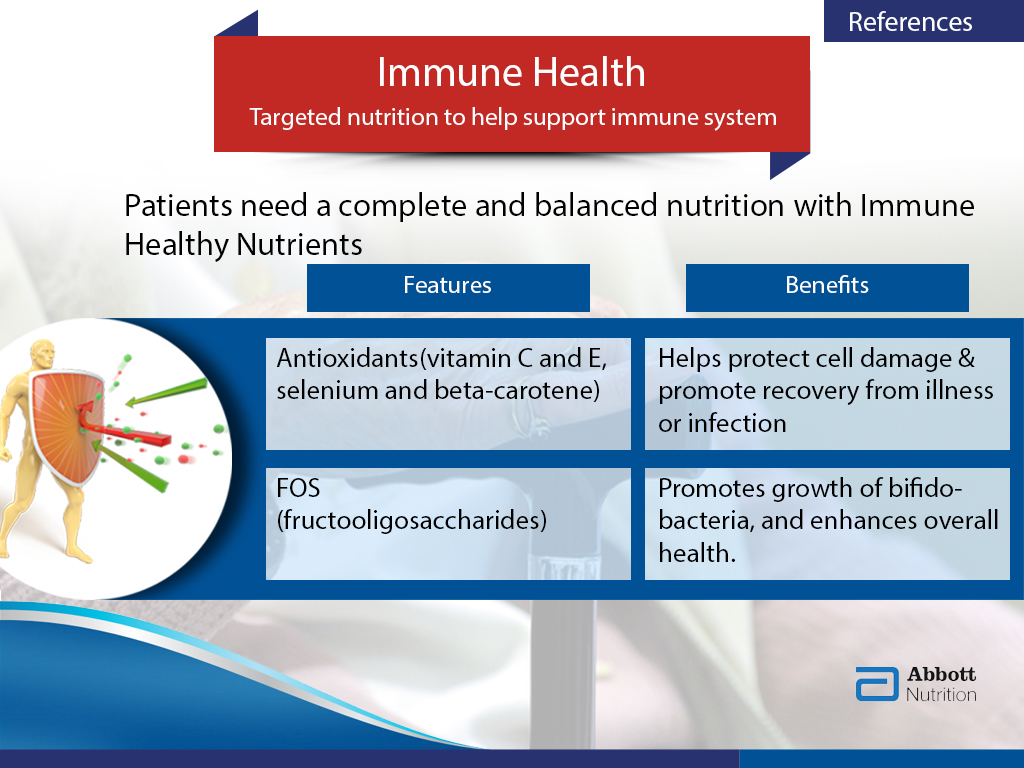 References
Immune Health
Targeted nutrition to help support immune system
Patients need a complete and balanced nutrition with Immune
Healthy Nutrients
Features
Benefits
Antioxidants(vitamin C and E,
selenium and beta-carotene)
Helps protect cell damage &
promote recovery from illness
or infection
FOS
(fructooligosaccharides)
Promotes growth of bifido-
bacteria, and enhances overall
health.
Abbott
Nutrition